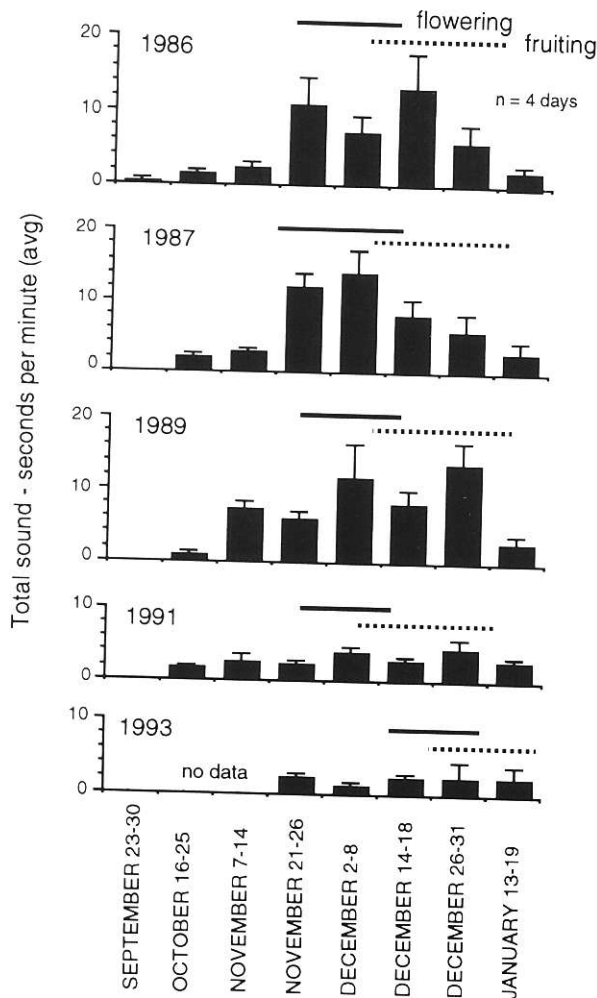 flowering
1986
fruiting
20
10
0
n = 4 days
20
1987
10
0
20
1989
10
0
10
1991
0
10
1993
0
no data
Total sound - seconds per minute (avg)
SEPTEMBER 23-30
OCTOBER 16-25
NOVEMBER 7-14
NOVEMBER 21-26
DECEMBER 2-8
DECEMBER 14-18
DECEMBER 26-31
JANUARY 13-19